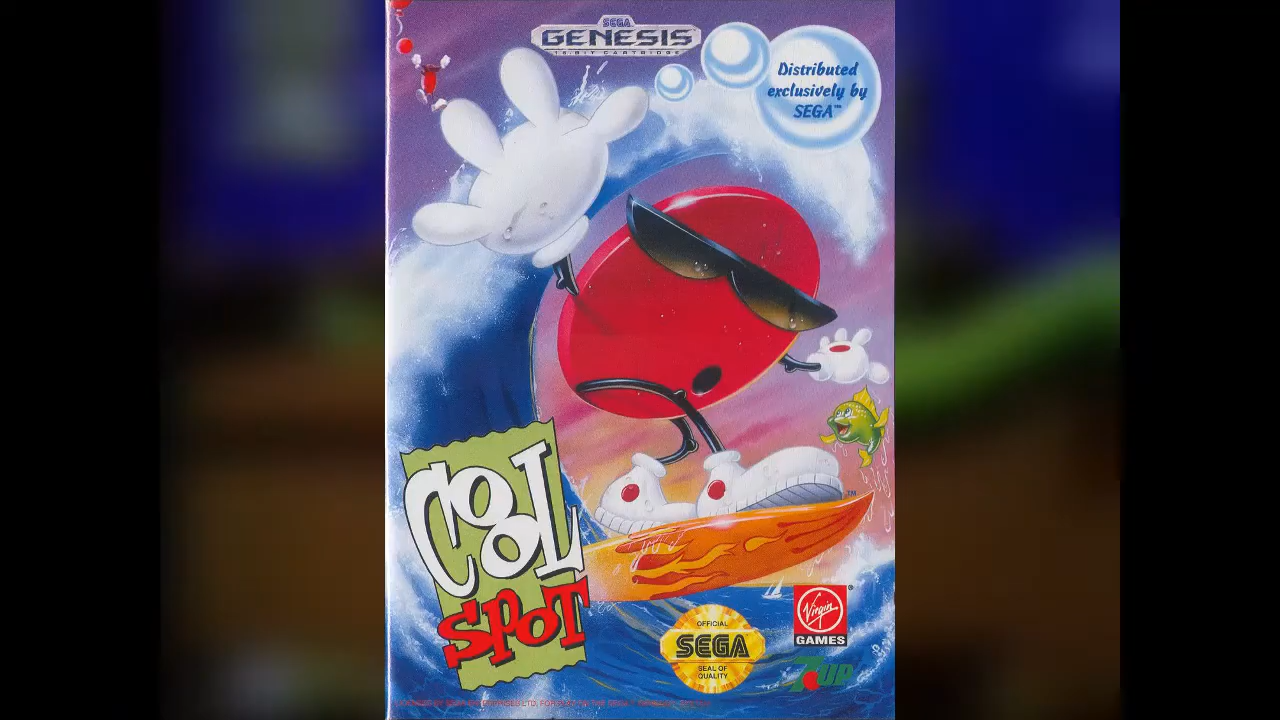 SEGA
GENESIS
16-BIT CARTRIDGE
Distributed
exclusively by
SEGA™
COOL
SPOT
TM
OFFICIAL
SEGA
SEAL OF
QUALITY
Virgin
GAMES
®
7UP